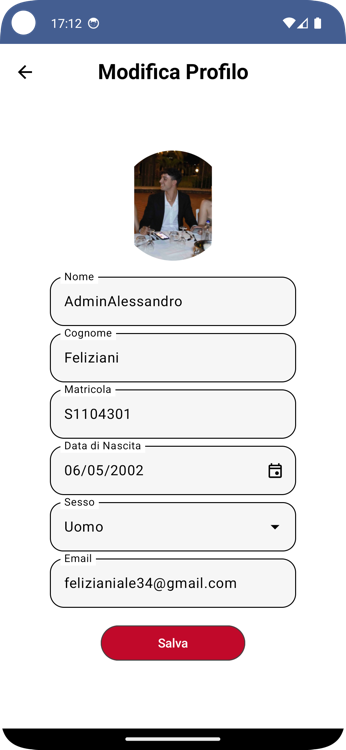 17:12
Modifica Profilo
Nome
AdminAlessandro
Cognome
Feliziani
Matricola
S1104301
Data di Nascita
06/05/2002
Sesso
Uomo
Email
felizianiale34@gmail.com
Salva